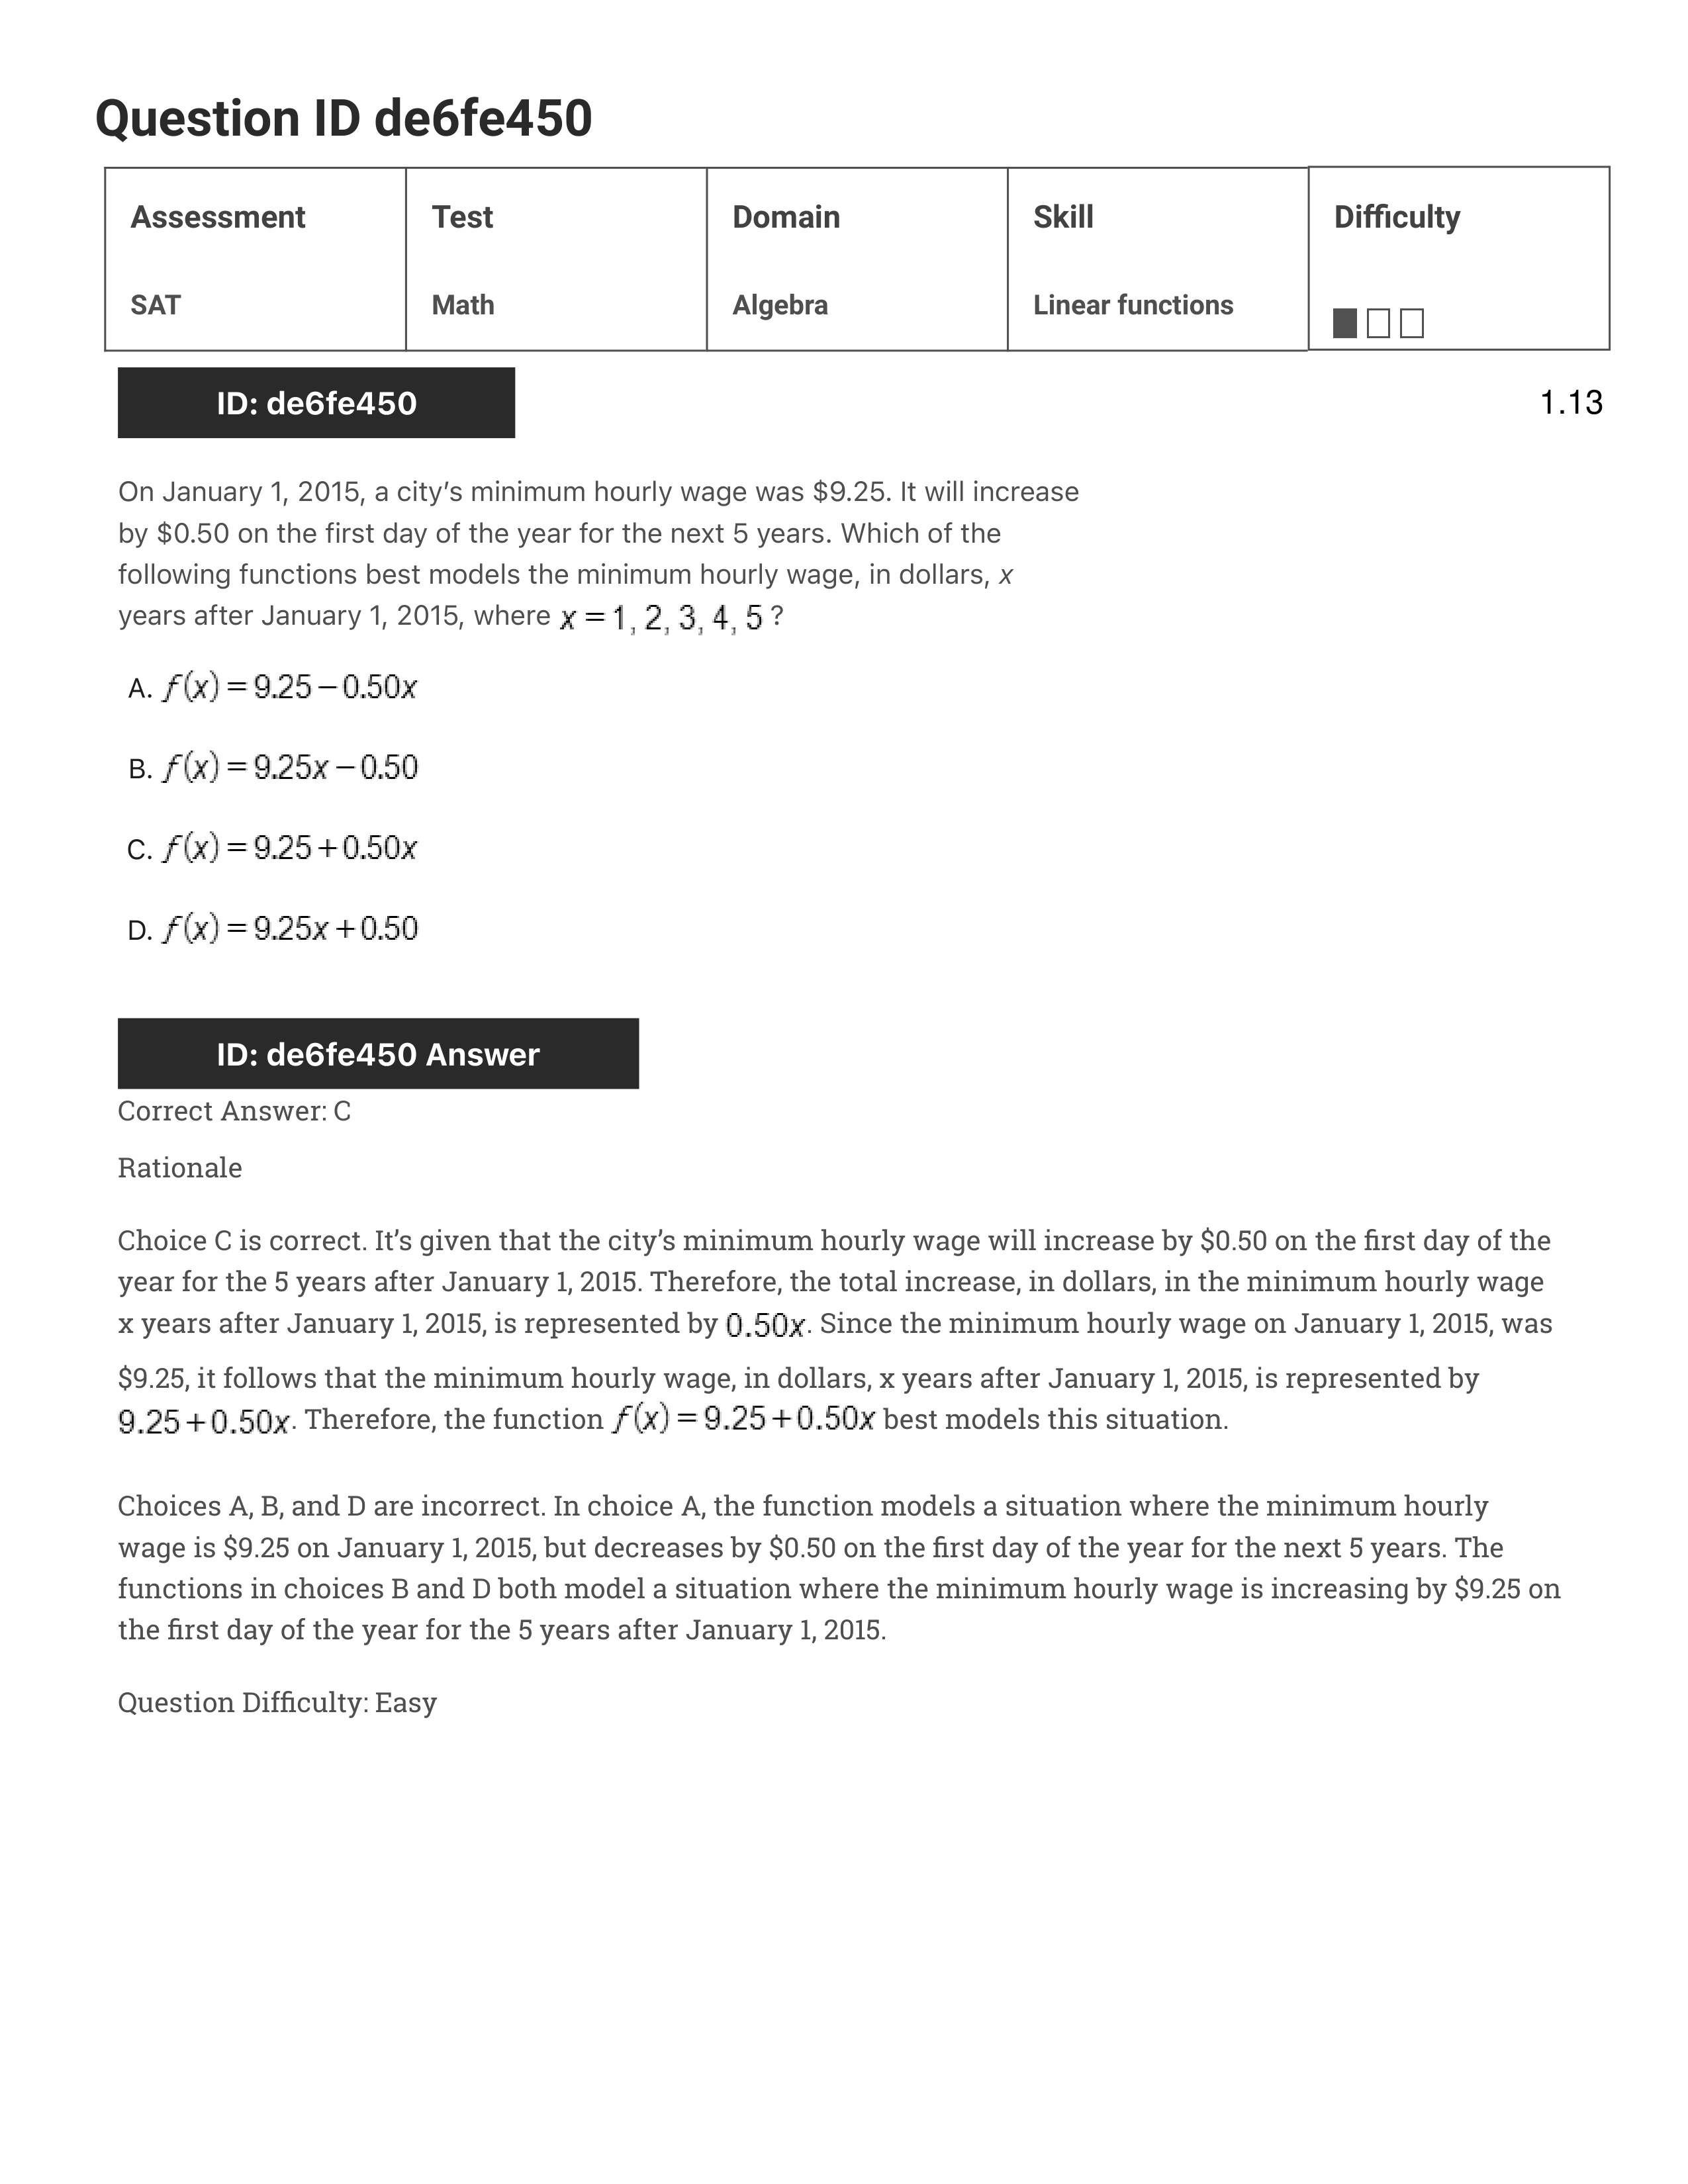 Question ID de6fe450
Assessment Test Domain Skill Difficulty
SAT Math Algebra Linear functions
ID: de6fe450
1.13
On January 1, 2015, a city’s minimum hourly wage was $9.25. It will increase
by $0.50 on the first day of the year for the next 5 years. Which of the
following functions best models the minimum hourly wage, in dollars, x
years after January 1, 2015, where x = 1, 2, 3, 4, 5 ?
A. f(x) = 9.25 – 0.50x
B. f(x) = 9.25x – 0.50
C. f(x) = 9.25 + 0.50x
D. f(x) = 9.25x + 0.50
ID: de6fe450 Answer
Correct Answer: C
Rationale
Choice C is correct. It’s given that the city’s minimum hourly wage will increase by $0.50 on the first day of the
year for the 5 years after January 1, 2015. Therefore, the total increase, in dollars, in the minimum hourly wage
x years after January 1, 2015, is represented by 0.50x. Since the minimum hourly wage on January 1, 2015, was
$9.25, it follows that the minimum hourly wage, in dollars, x years after January 1, 2015, is represented by
9.25 + 0.50x. Therefore, the function f(x) = 9.25 + 0.50x best models this situation.
Choices A, B, and D are incorrect. In choice A, the function models a situation where the minimum hourly
wage is $9.25 on January 1, 2015, but decreases by $0.50 on the first day of the year for the next 5 years. The
functions in choices B and D both model a situation where the minimum hourly wage is increasing by $9.25 on
the first day of the year for the 5 years after January 1, 2015.
Question Difficulty: Easy